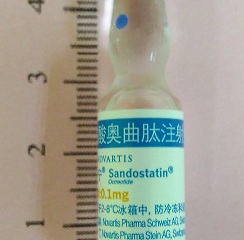 4
3
2
1
酸奥曲肽注射
NOVARTIS
Sandostatin®
Octreotide
0.1mg
2-8°C冰箱中，防冷冻
Novartis Pharma Schweiz AG,
Novartis Pharma Stein AG,